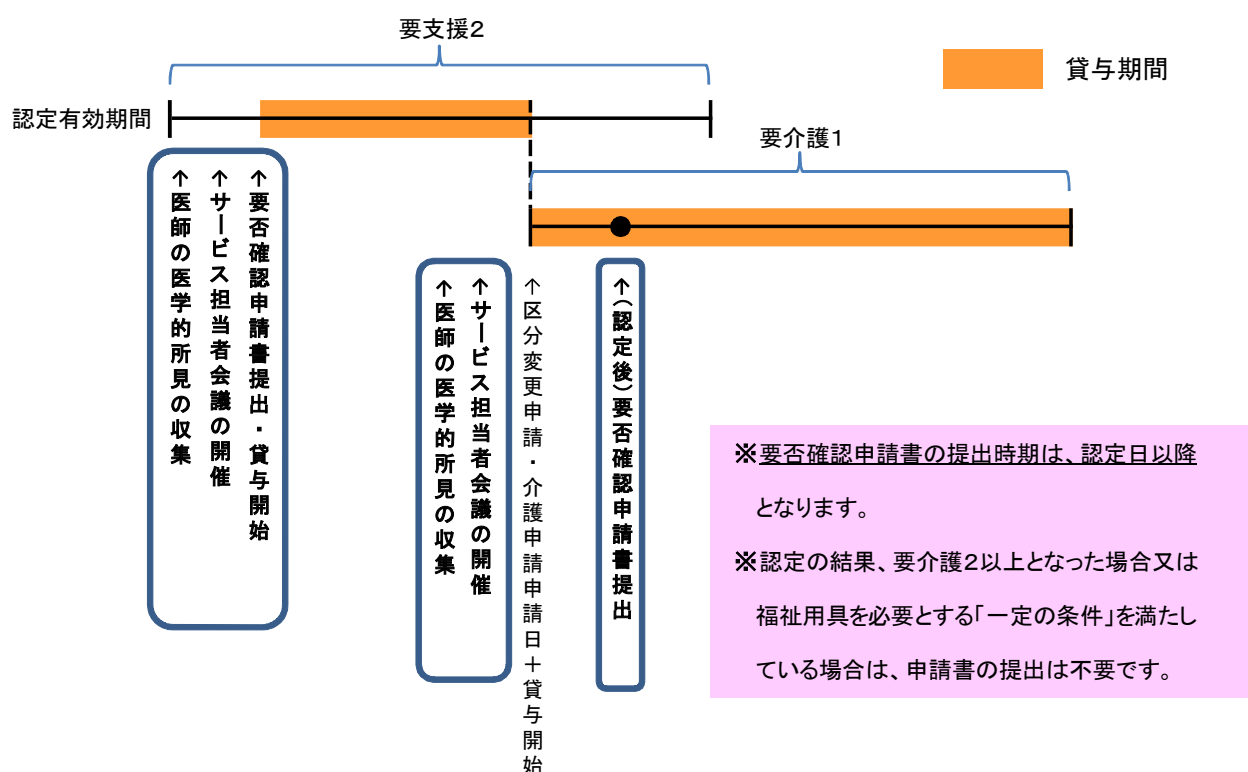 要支援2
貸与期間
認定有効期間
要介護1
↑要否確認申請書提出・貸与開始
↑サービス担当者会議の開催
↑医師の医学的所見の収集
↑(認定後)要否確認申請書提出
↑区分変更申請・介護申請申請日+貸与開始
↑サービス担当者会議の開催
↑医師の医学的所見の収集
※要否確認申請書の提出時期は、認定日以降
となります。
※認定の結果、要介護2以上となった場合又は
福祉用具を必要とする「一定の条件」を満たし
ている場合は、申請書の提出は不要です。